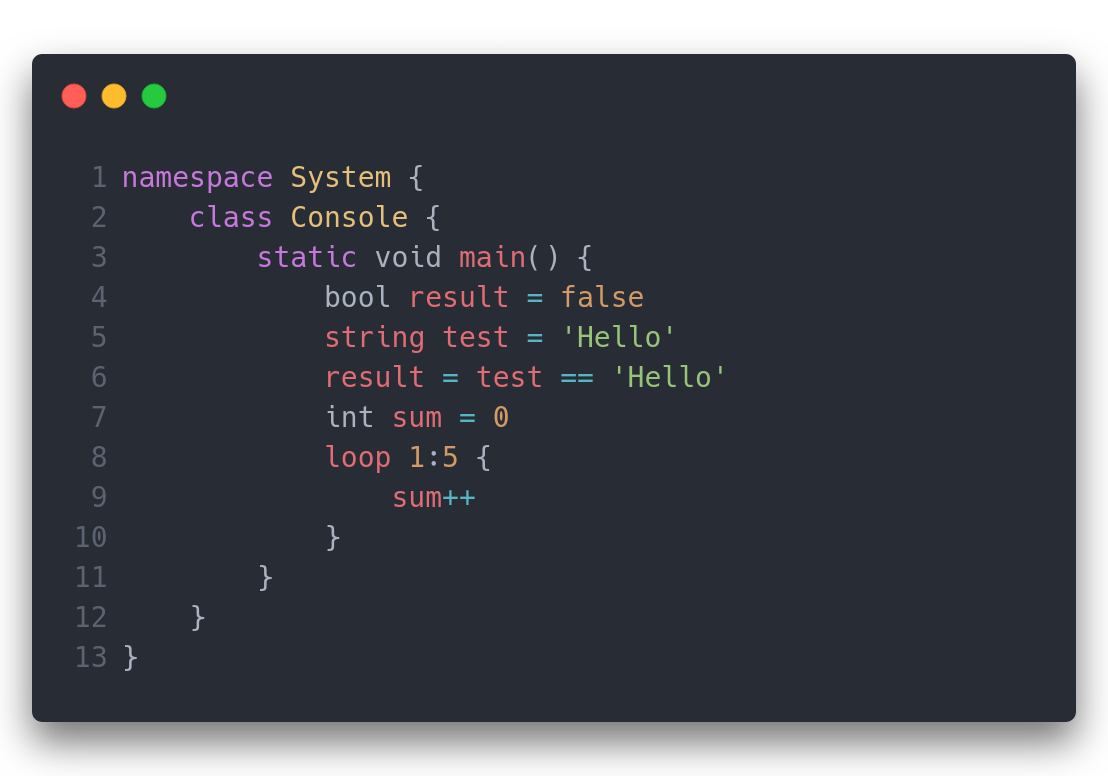 1 namespace System {
2     class Console {
3         static void main() {
4             bool result = false
5             string test = 'Hello'
6             result = test == 'Hello'
7             int sum = 0
8             loop 1:5 {
9                 sum++
10             }
11         }
12     }
13 }